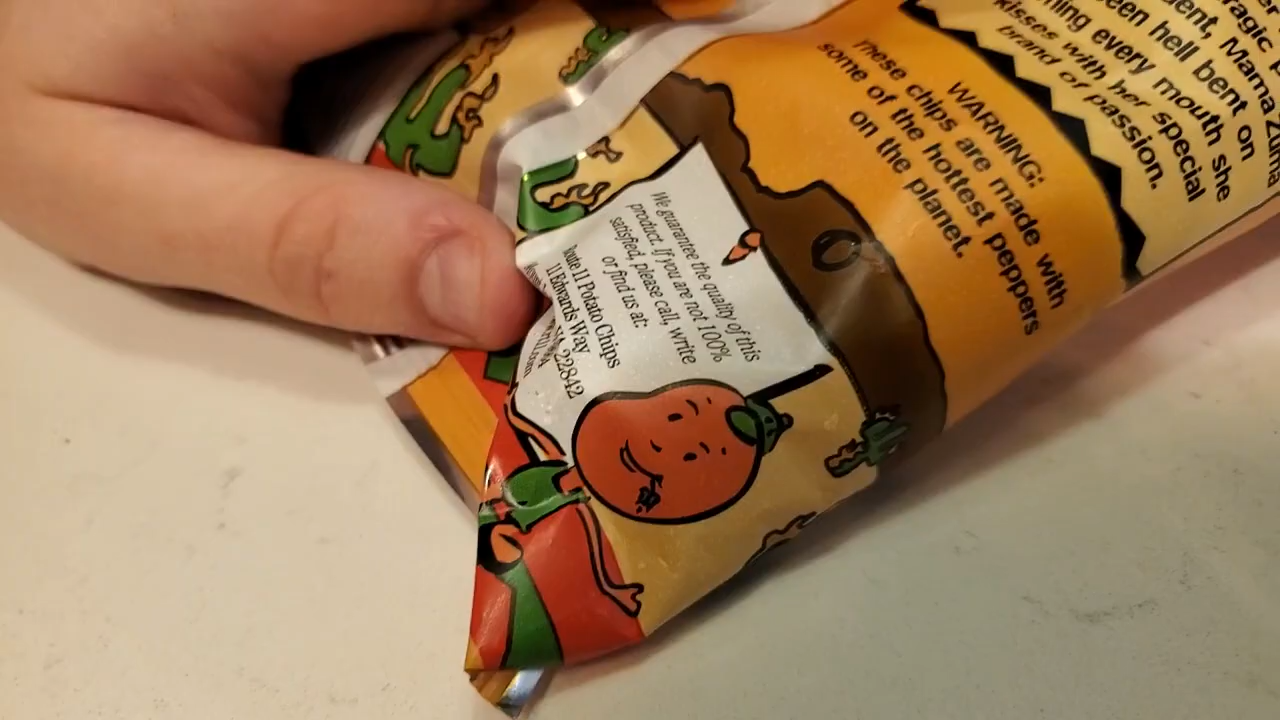 er
ragic p
dent, Mama Zuma
een hell bent on
ning every mouth she
kisses with her special
brand of passion.
WARNING:
These chips are made with
some of the hottest peppers
on the planet.
We guarantee the quality of this
product. If you are not 100%
satisfied, please call, write
or find us at:
Route 11 Potato Chips
11 Edwards Way
22842